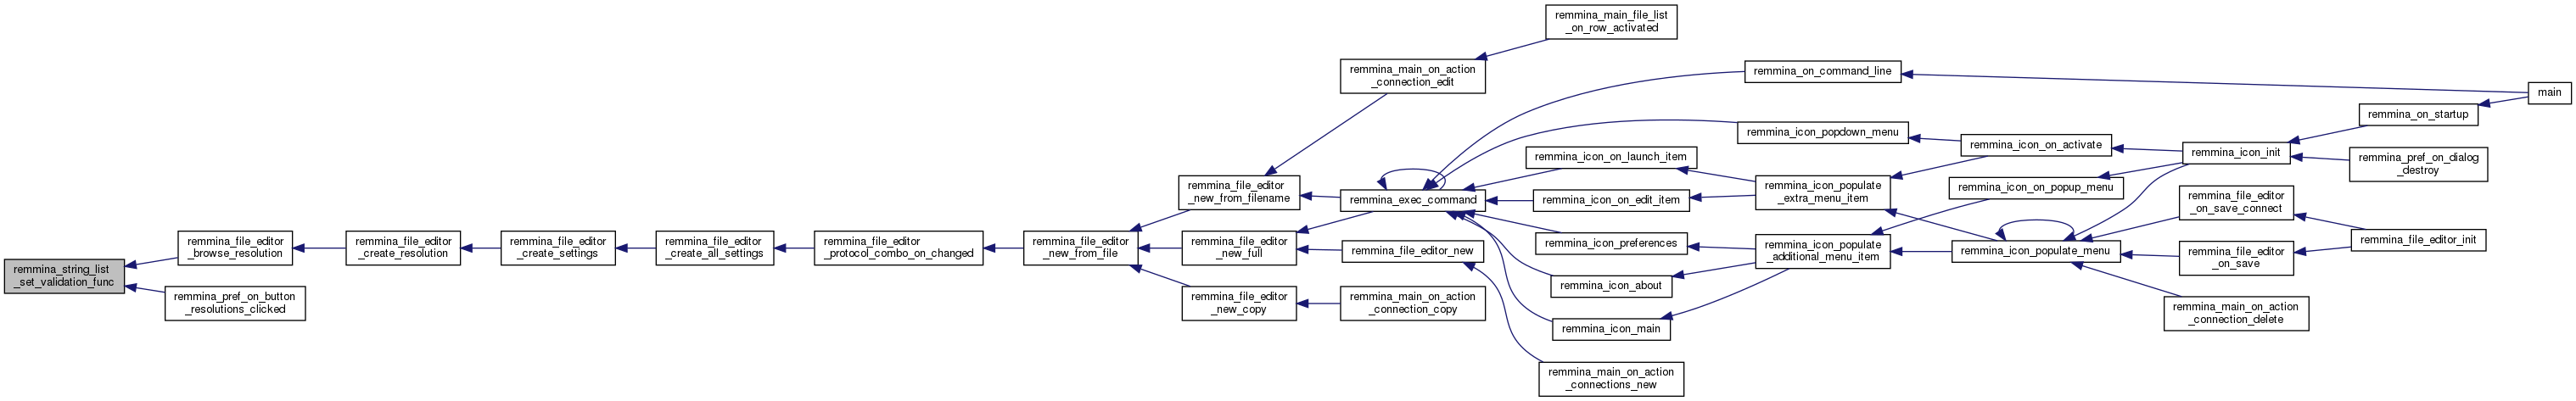 remmina_string_list
_set_validation_func
remmina_file_editor
_browse_resolution
remmina_pref_on_button
_resolutions_clicked
remmina_file_editor
_create_resolution
remmina_file_editor
_create_settings
remmina_file_editor
_create_all_settings
remmina_file_editor
_protocol_combo_on_changed
remmina_file_editor
_new_from_file
remmina_file_editor
_new_from_filename
remmina_file_editor
_new_full
remmina_file_editor
_new_copy
remmina_main_on_action
_connection_edit
remmina_exec_command
remmina_file_editor_new
remmina_main_on_action
_connection_copy
remmina_main_file_list
_on_row_activated
remmina_icon_on_launch_item
remmina_icon_on_edit_item
remmina_icon_preferences
remmina_icon_about
remmina_icon_main
remmina_main_on_action
_connections_new
remmina_on_command_line
remmina_icon_popdown_menu
remmina_icon_populate
_extra_menu_item
remmina_icon_populate
_additional_menu_item
remmina_icon_on_activate
remmina_icon_on_popup_menu
remmina_icon_populate_menu
remmina_icon_init
remmina_file_editor
_on_save_connect
remmina_file_editor
_on_save
remmina_main_on_action
_connection_delete
remmina_on_startup
remmina_pref_on_dialog
_destroy
remmina_file_editor_init
main